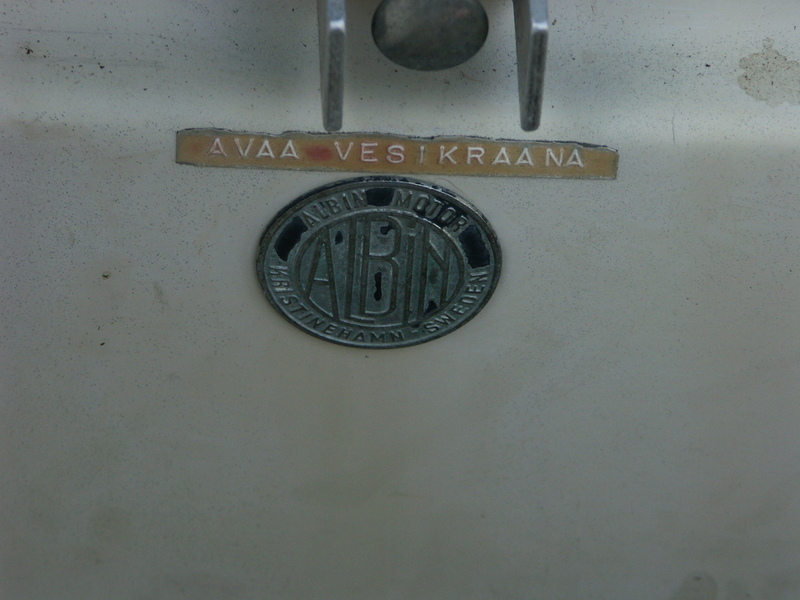 AVAA VESIKRAANA
ALBIN MOTOR
ALBIN
KRISTINEHAMN-SWEDEN